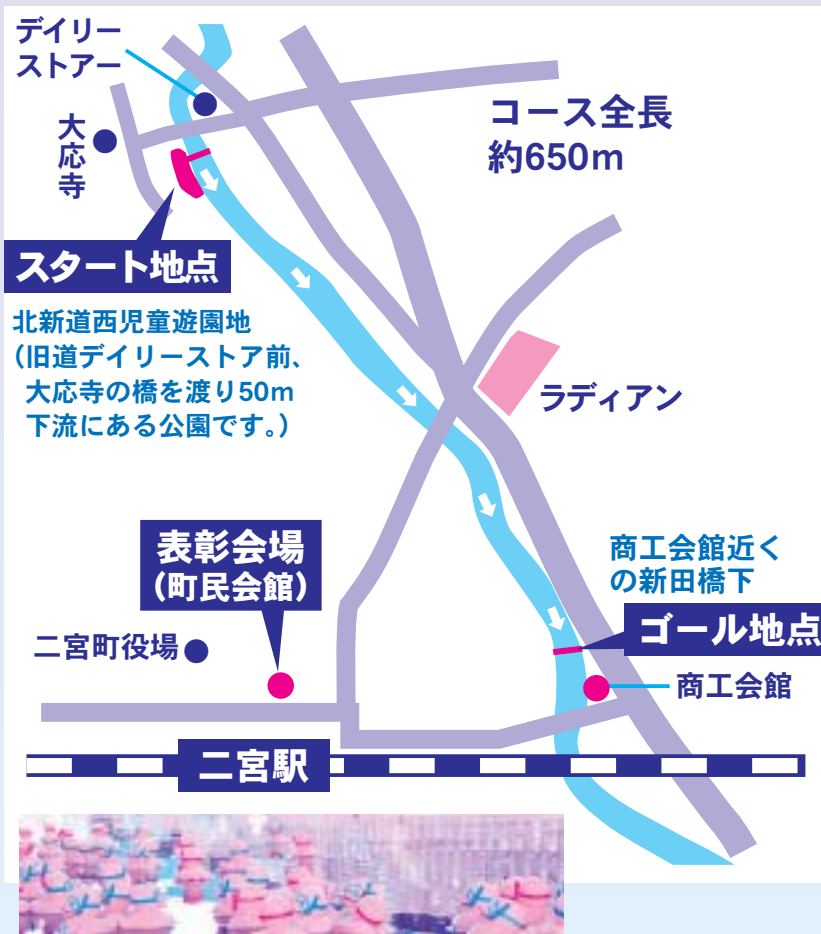 デイリー
ストアー
大応寺
コース全長
約650m
スタート地点
北新道西児童遊園地
(旧道デイリーストア前、
大応寺の橋を渡り50m
下流にある公園です。)
ラディアン
表彰会場
(町民会館)
商工会館近く
の新田橋下
ゴール地点
二宮町役場
商工会館
二宮駅